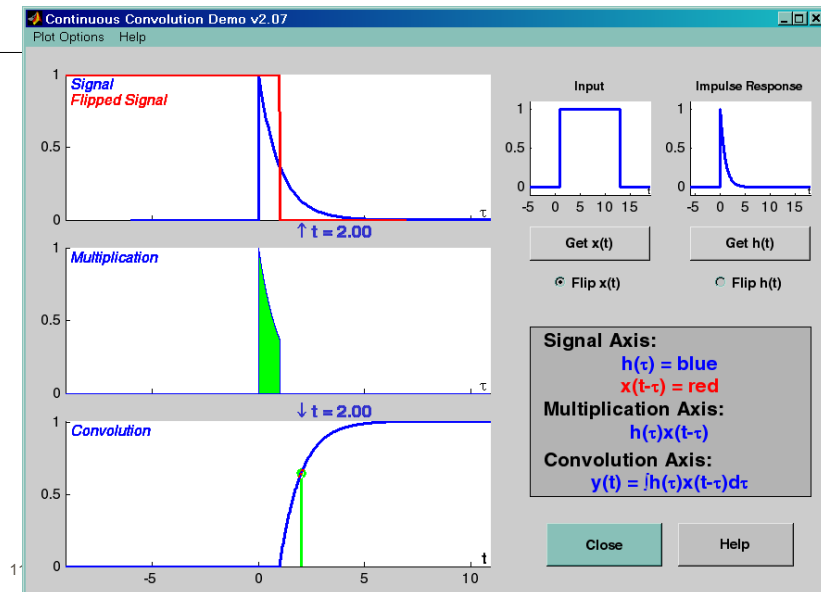 Continuous Convolution Demo v2.07
Plot Options Help
Signal
Flipped Signal
1
0.5
0
τ
↑ t = 2.00
Multiplication
1
0.5
0
τ
↓ t = 2.00
Convolution
1
0.5
0
t
-5 0 5 10
Input
1
0.5
0
t
-5 0 5 10 15
Get x(t)
Flip x(t)
Impulse Response
1
0.5
0
t
-5 0 5 10 15
Get h(t)
Flip h(t)
Signal Axis:
h(τ) = blue
x(t-τ) = red
Multiplication Axis:
h(τ)x(t-τ)
Convolution Axis:
y(t) = ∫h(τ)x(t-τ)dτ
Close
Help